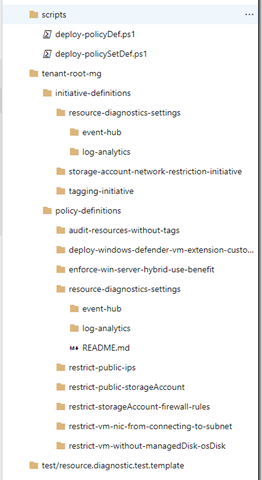 scripts
deploy-policyDef.ps1
deploy-policySetDef.ps1
tenant-root-mg
initiative-definitions
resource-diagnostics-settings
event-hub
log-analytics
storage-account-network-restriction-initiative
tagging-initiative
policy-definitions
audit-resources-without-tags
deploy-windows-defender-vm-extension-custo...
enforce-win-server-hybrid-use-benefit
resource-diagnostics-settings
event-hub
log-analytics
README.md
restrict-public-ips
restrict-public-storageAccount
restrict-storageAccount-firewall-rules
restrict-vm-nic-from-connecting-to-subnet
restrict-vm-without-managedDisk-osDisk
test/resource.diagnostic.test.template